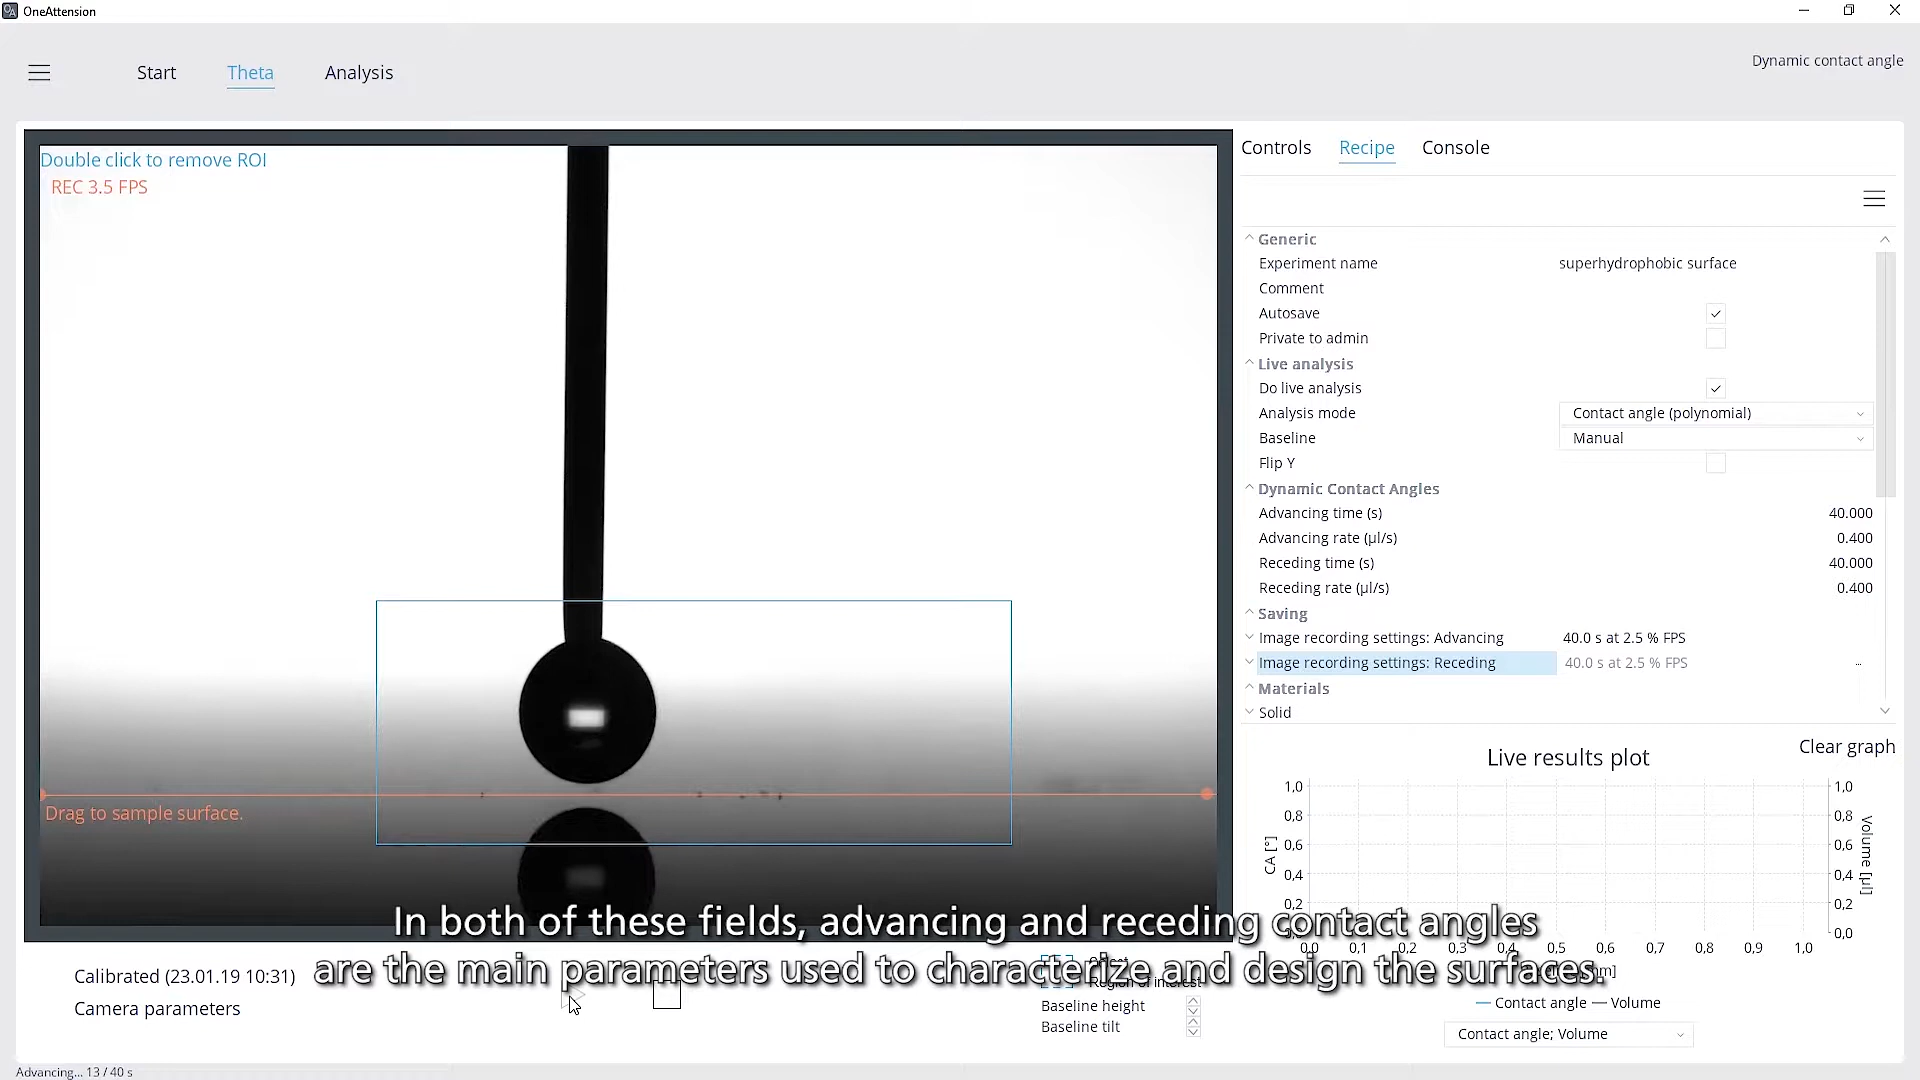 OneAttension
Start
Theta
Analysis
Dynamic contact angle
Double click to remove ROI
REC 3.5 FPS
Drag to sample surface.
Controls
Recipe
Console
Generic
Experiment name superhydrophobic surface
Comment
Autosave
Private to admin
Live analysis
Do live analysis
Analysis mode Contact angle (polynomial)
Baseline Manual
Flip Y
Dynamic Contact Angles
Advancing time (s) 40.000
Advancing rate (µl/s) 0.400
Receding time (s) 40.000
Receding rate (µl/s) 0.400
Saving
Image recording settings: Advancing 40.0 s at 2.5 % FPS
Image recording settings: Receding 40.0 s at 2.5 % FPS ...
Materials
Solid
Live results plot
Clear graph
1,0 1,0
0,8 0,8
0,6 0,6
0,4 0,4
0,2 0,2
0,0
CA [°]
Volume [µl]
0,0 0,1 0,2 0,3 0,4 0,5 0,6 0,7 0,8 0,9 1,0
Contact angle Volume
Contact angle; Volume
In both of these fields, advancing and receding contact angles
are the main parameters used to characterize and design the surfaces.
Calibrated (23.01.19 10:31)
Camera parameters
Region of interest
Baseline height
Baseline tilt
Advancing... 13 / 40 s